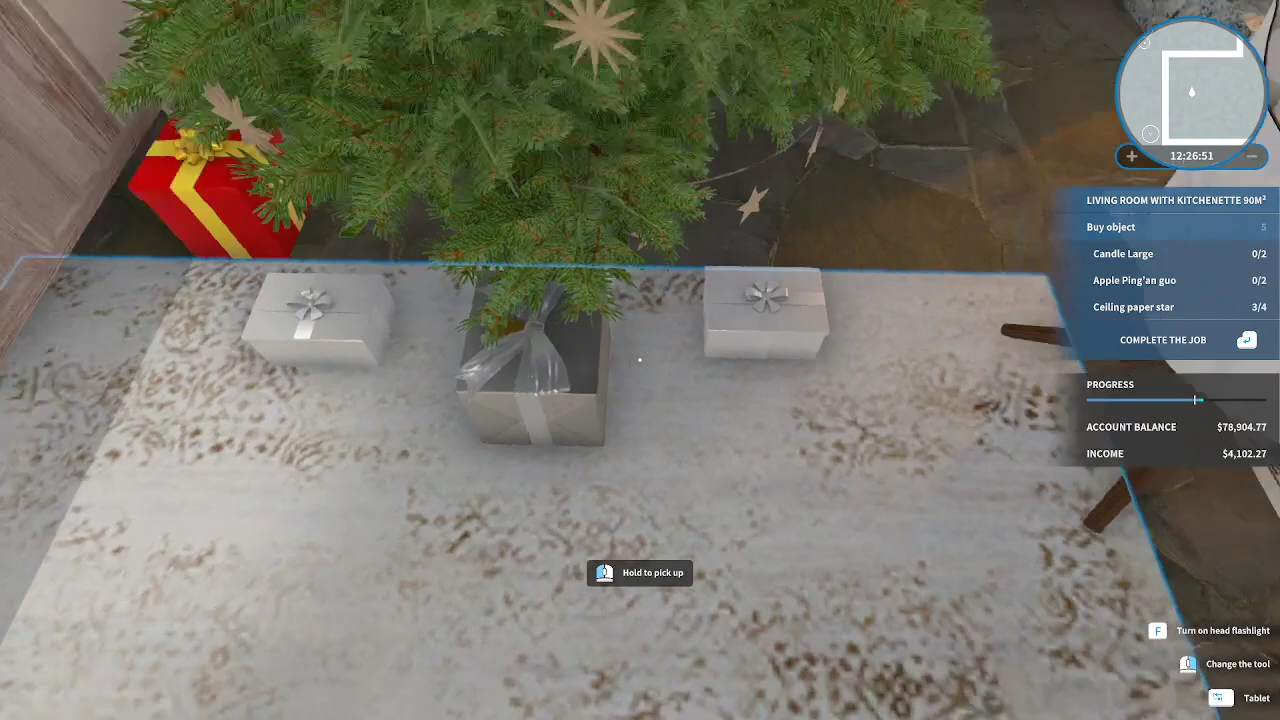 12:26:51
LIVING ROOM WITH KITCHENETTE 90M²
Buy object 5
Candle Large 0/2
Apple Ping'an guo 0/2
Ceiling paper star 3/4
COMPLETE THE JOB
PROGRESS
ACCOUNT BALANCE $78,904.77
INCOME $4,102.27
Hold to pick up
F Turn on head flashlight
Change the tool
Tablet